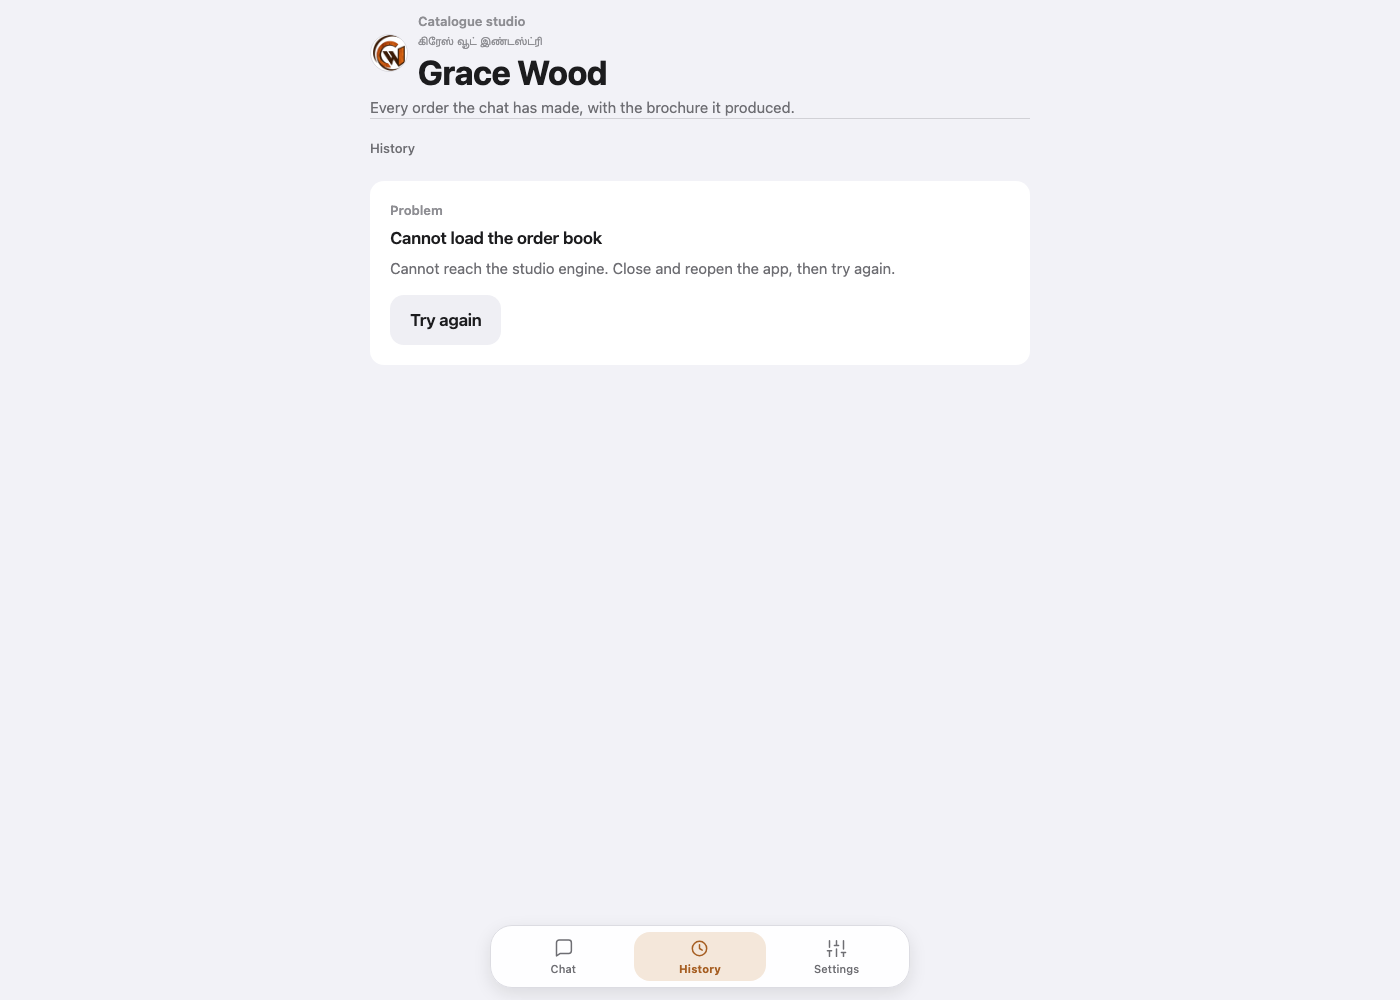 Catalogue studio
கிரேஸ் வூட் இண்டஸ்ட்ரி
Grace Wood
Every order the chat has made, with the brochure it produced.
History
Problem
Cannot load the order book
Cannot reach the studio engine. Close and reopen the app, then try again.
Try again
Chat
History
Settings